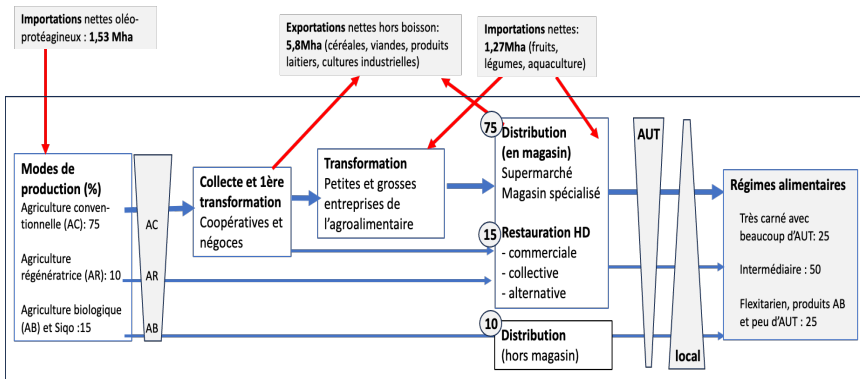 Importations nettes oléo-
protéagineux : 1,53 Mha
Exportations nettes hors boisson:
5,8Mha (céréales, viandes, produits
laitiers, cultures industrielles)
Importations nettes:
1,27Mha (fruits,
légumes, aquaculture)
Modes de
production (%)
Agriculture conven-
tionnelle (AC): 75
Agriculture
régénératrice (AR): 10
Agriculture biologique
(AB) et Siqo :15
AC
AR
AB
Collecte et 1ère
transformation
Coopératives et
négoces
Transformation
Petites et grosses
entreprises de
l'agroalimentaire
75
Distribution
(en magasin)
Supermarché
Magasin spécialisé
15
Restauration HD
- commerciale
- collective
- alternative
10
Distribution
(hors magasin)
AUT
local
Régimes alimentaires
Très carné avec
beaucoup d'AUT: 25
Intermédiaire : 50
Flexitarien, produits AB
et peu d'AUT : 25